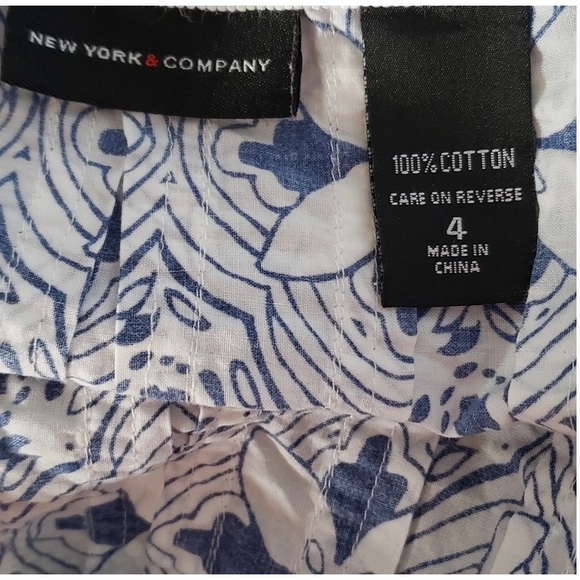 NEW YORK & COMPANY
100% COTTON
CARE ON REVERSE
4
MADE IN
CHINA